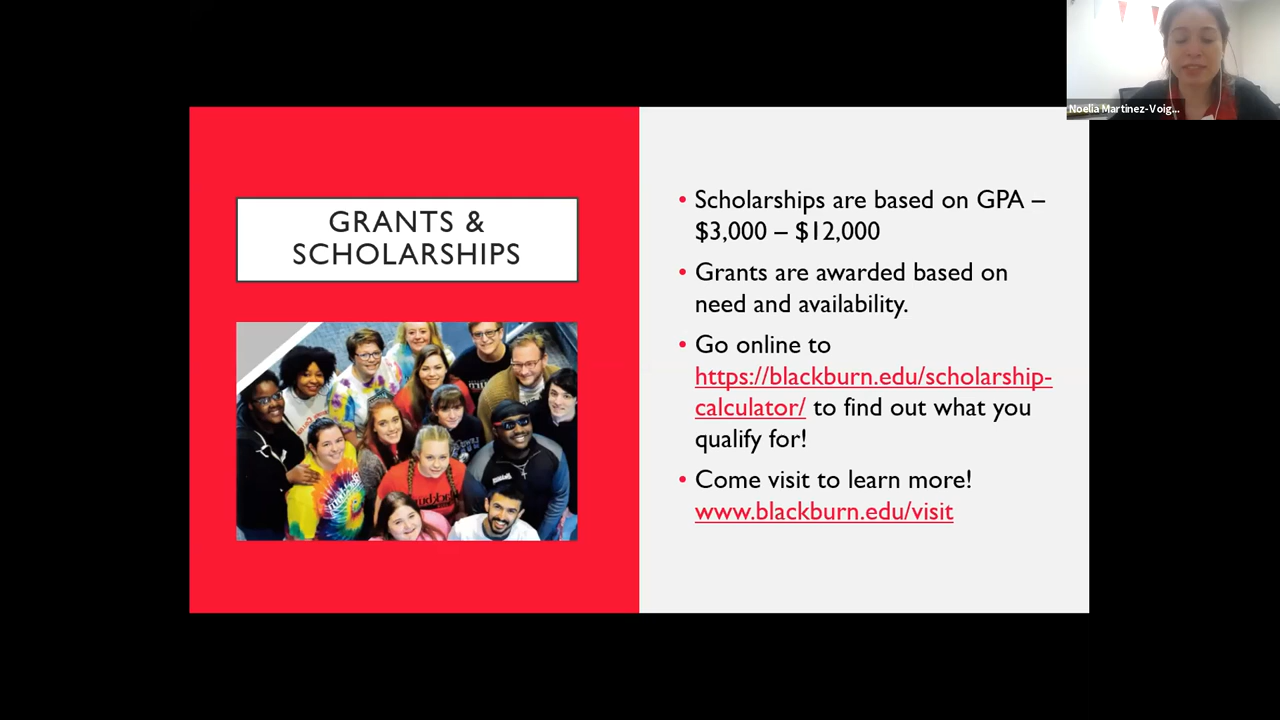 Noelia Martinez-Voig...
GRANTS &
SCHOLARSHIPS
• Scholarships are based on GPA –
$3,000 – $12,000
• Grants are awarded based on
need and availability.
• Go online to
https://blackburn.edu/scholarship-
calculator/ to find out what you
qualify for!
• Come visit to learn more!
www.blackburn.edu/visit